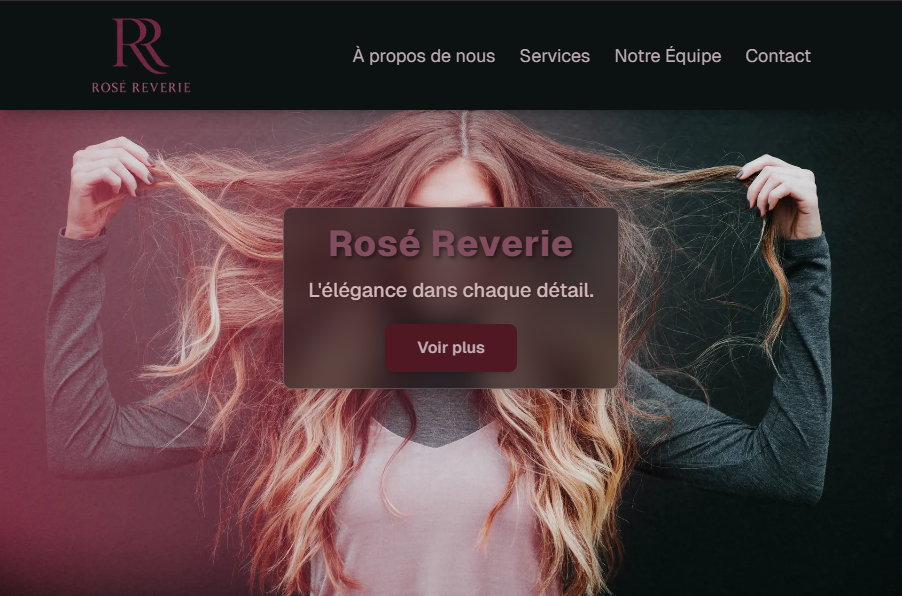 RR
ROSÉ REVERIE
À propos de nous
Services
Notre Équipe
Contact
Rosé Reverie
L'élégance dans chaque détail.
Voir plus